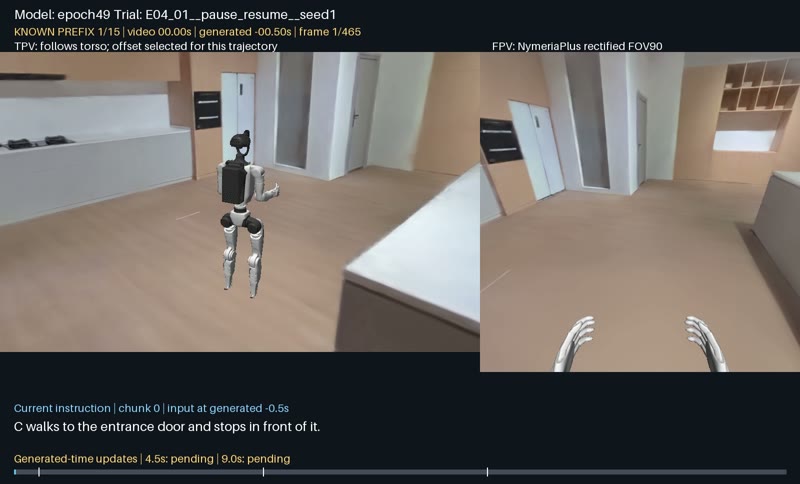 Model: epoch49 Trial: E04_01__pause_resume__seed1
KNOWN PREFIX 1/15 | video 00.00s | generated -00.50s | frame 1/465
TPV: follows torso; offset selected for this trajectory
FPV: NymeriaPlus rectified FOV90
Current instruction | chunk 0 | input at generated -0.5s
C walks to the entrance door and stops in front of it.
Generated-time updates | 4.5s: pending | 9.0s: pending